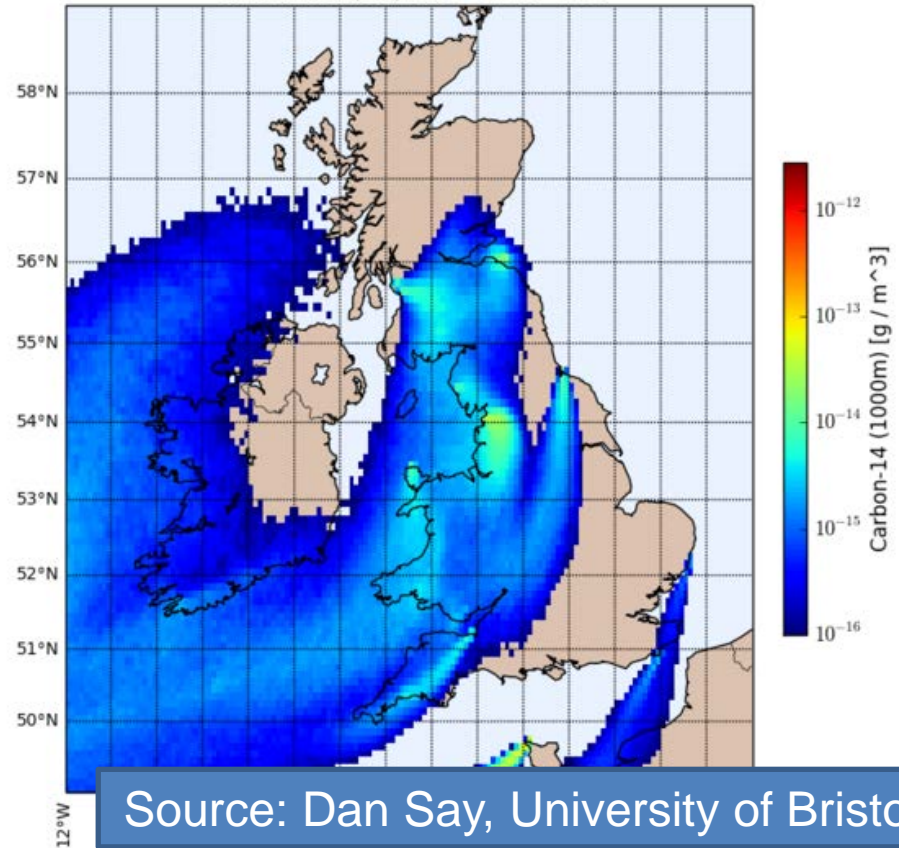 58°N
57°N
56°N
55°N
54°N
53°N
52°N
51°N
50°N
12°W
10^-12
10^-13
10^-14
10^-15
10^-16
Carbon-14 (1000m) [g / m^3]
Source: Dan Say, University of Bristo